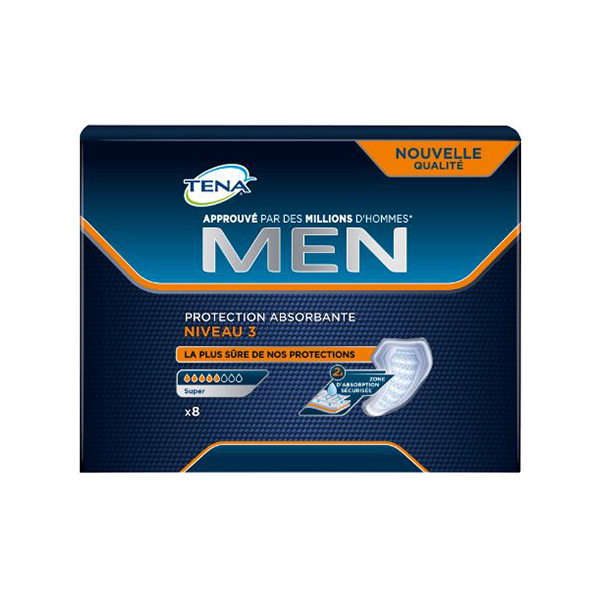 NOUVELLE
QUALITÉ
TENA
APPROUVÉ PAR DES MILLIONS D'HOMMES*
MEN
PROTECTION ABSORBANTE
NIVEAU 3
LA PLUS SÛRE DE NOS PROTECTIONS
Super
x8
2x
ZONE
D'ABSORPTION
SÉCURISÉE